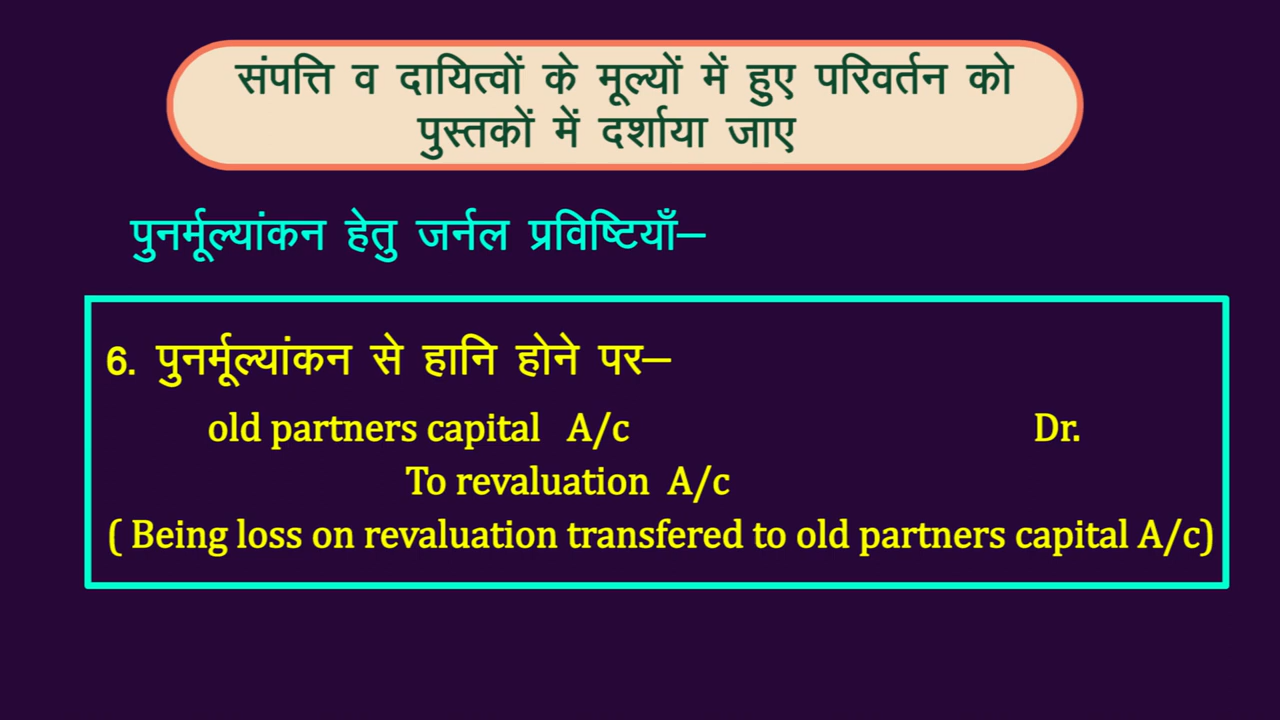 संपत्ति व दायित्वों के मूल्यों में हुए परिवर्तन को
पुस्तकों में दर्शाया जाए
पुनर्मूल्यांकन हेतु जर्नल प्रविष्टियाँ–
6. पुनर्मूल्यांकन से हानि होने पर–
old partners capital A/c Dr.
To revaluation A/c
( Being loss on revaluation transfered to old partners capital A/c)